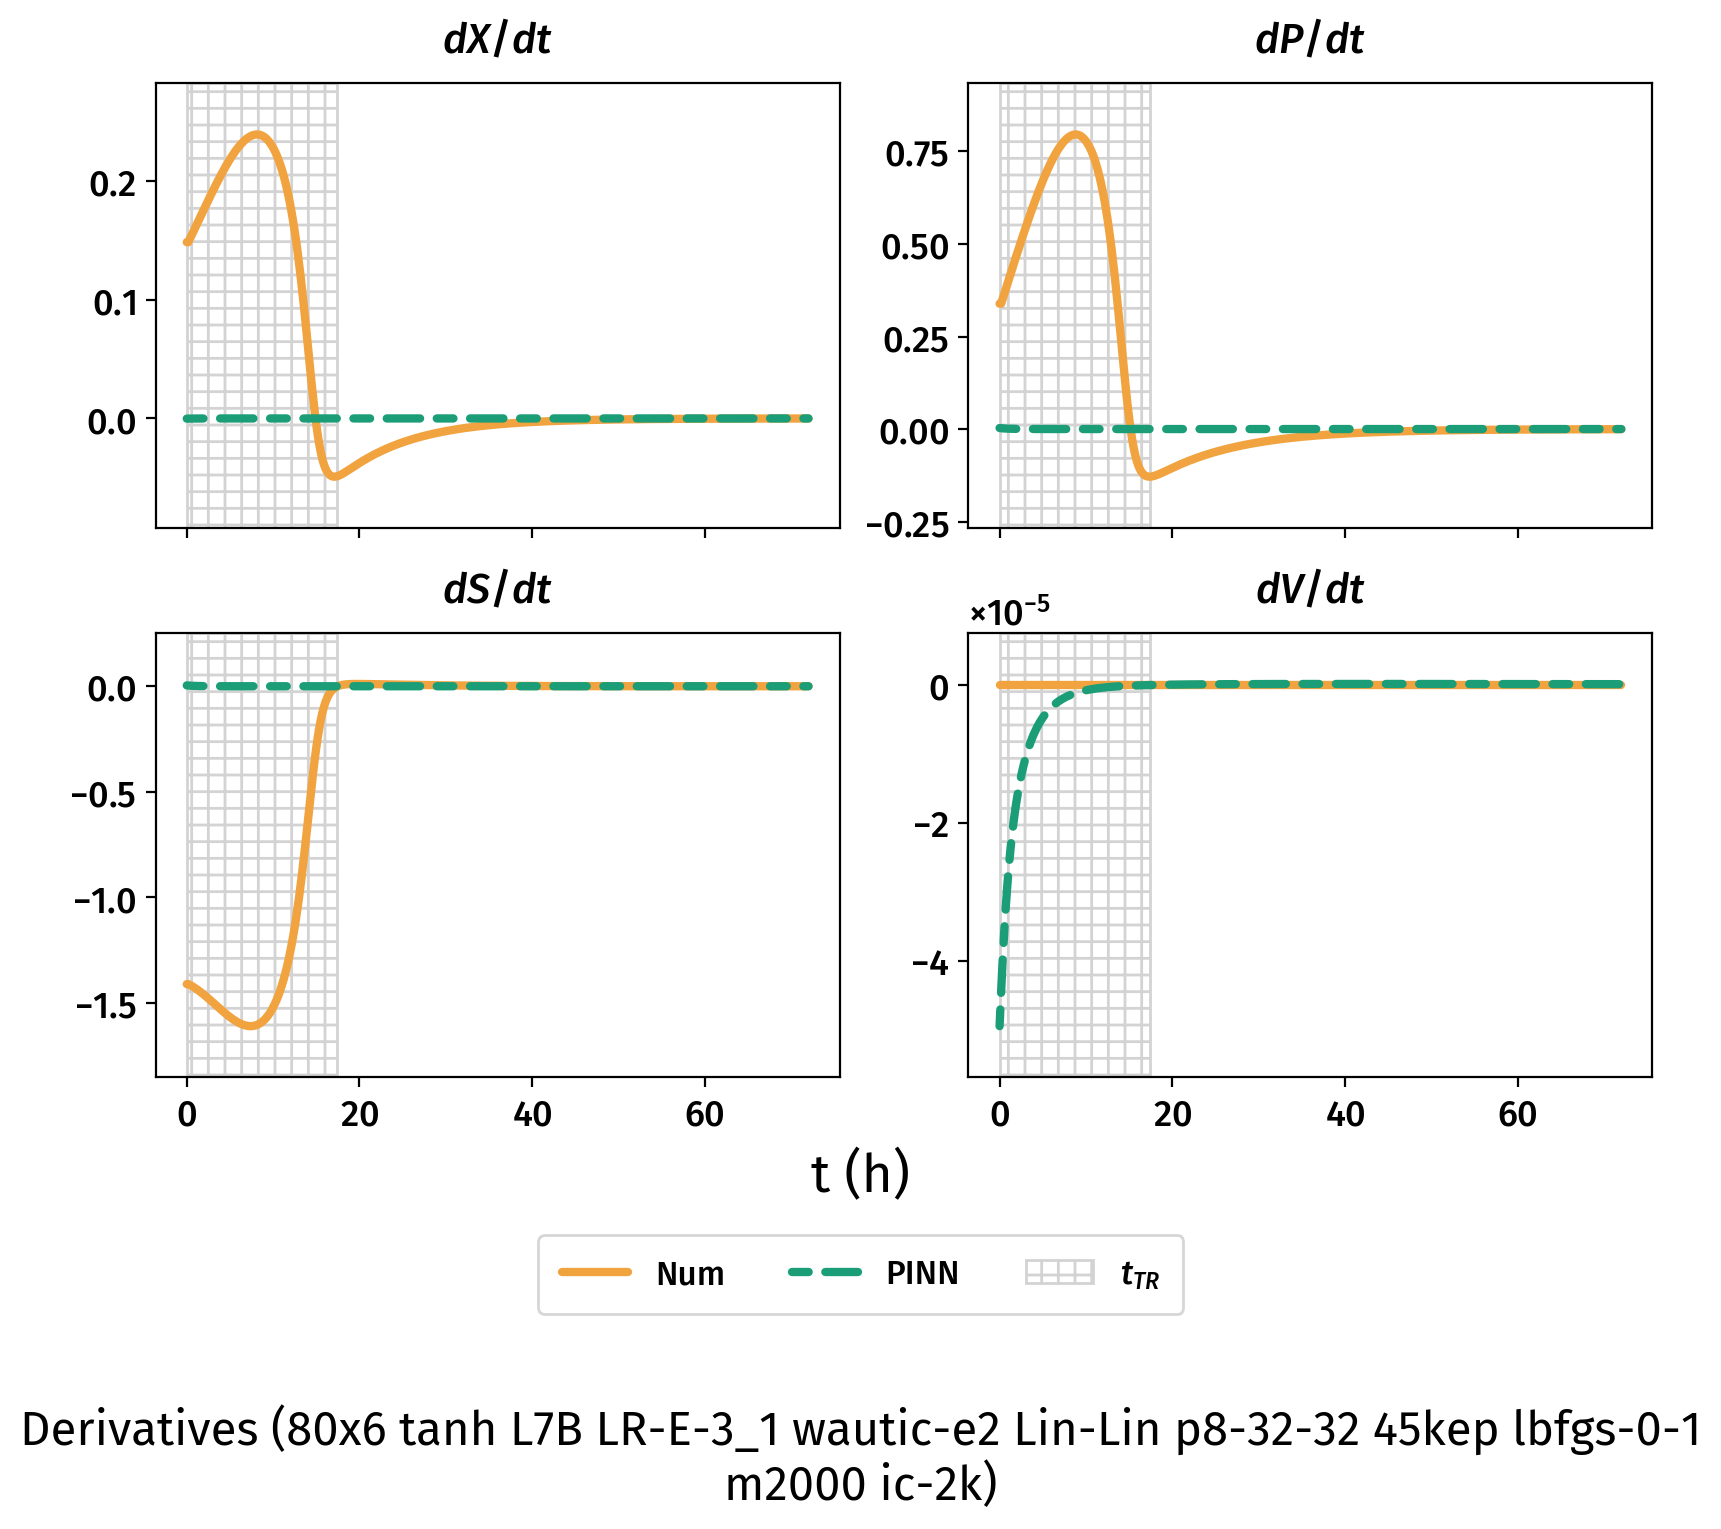 dX/dt
dP/dt
0.2
0.1
0.0
0.75
0.50
0.25
0.00
−0.25
dS/dt
dV/dt
×10⁻⁵
0.0
−0.5
−1.0
−1.5
0
−2
−4
0 20 40 60
0 20 40 60
t (h)
Num PINN t_TR
Derivatives (80x6 tanh L7B LR-E-3_1 wautic-e2 Lin-Lin p8-32-32 45kep lbfgs-0-1
m2000 ic-2k)